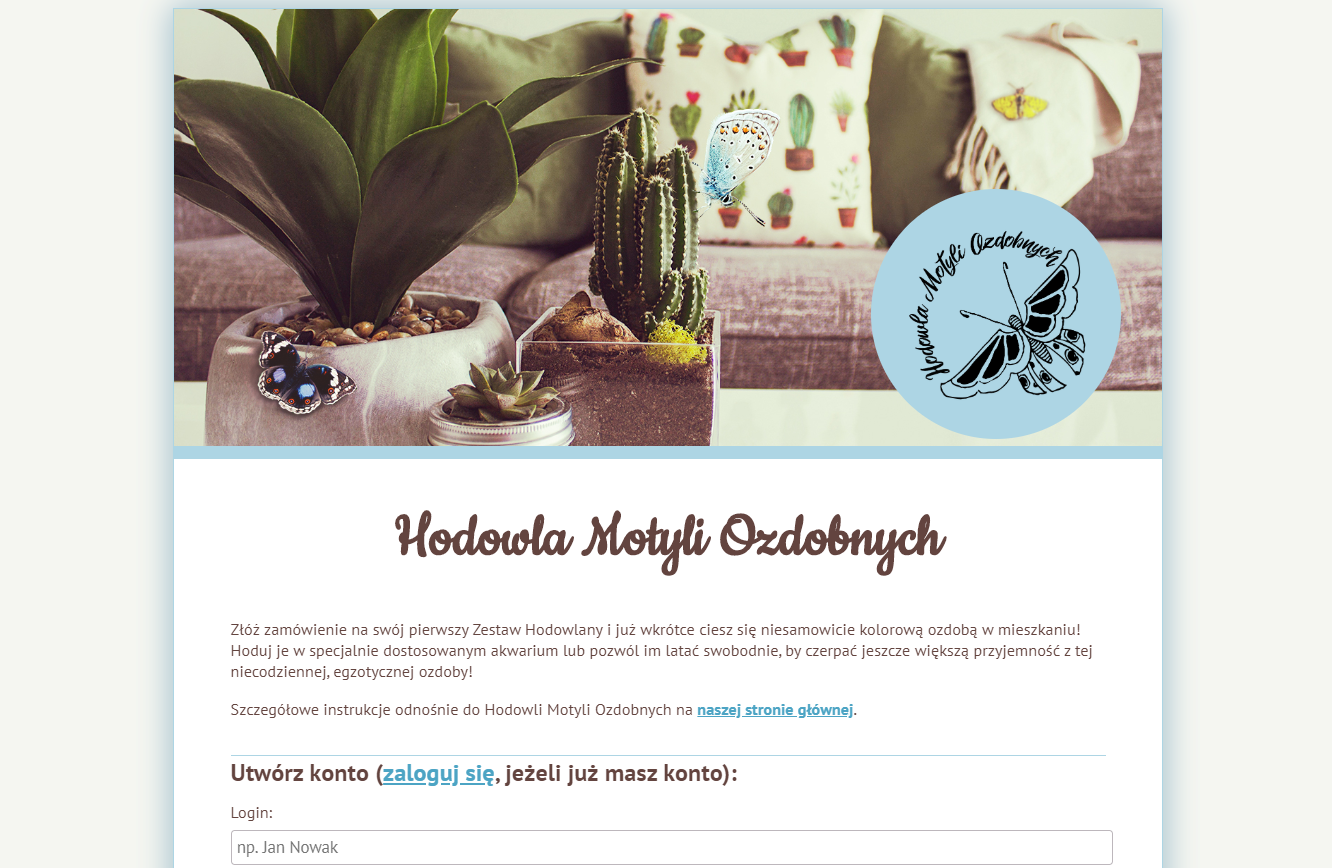 Hodowla Motyli Ozdobnych
Hodowla Motyli Ozdobnych
Złóż zamówienie na swój pierwszy Zestaw Hodowlany i już wkrótce ciesz się niesamowicie kolorową ozdobą w mieszkaniu!
Hoduj je w specjalnie dostosowanym akwarium lub pozwól im latać swobodnie, by czerpać jeszcze większą przyjemność z tej
niecodziennej, egzotycznej ozdoby!
Szczegółowe instrukcje odnośnie do Hodowli Motyli Ozdobnych na naszej stronie głównej.
Utwórz konto (zaloguj się, jeżeli już masz konto):
Login:
np. Jan Nowak